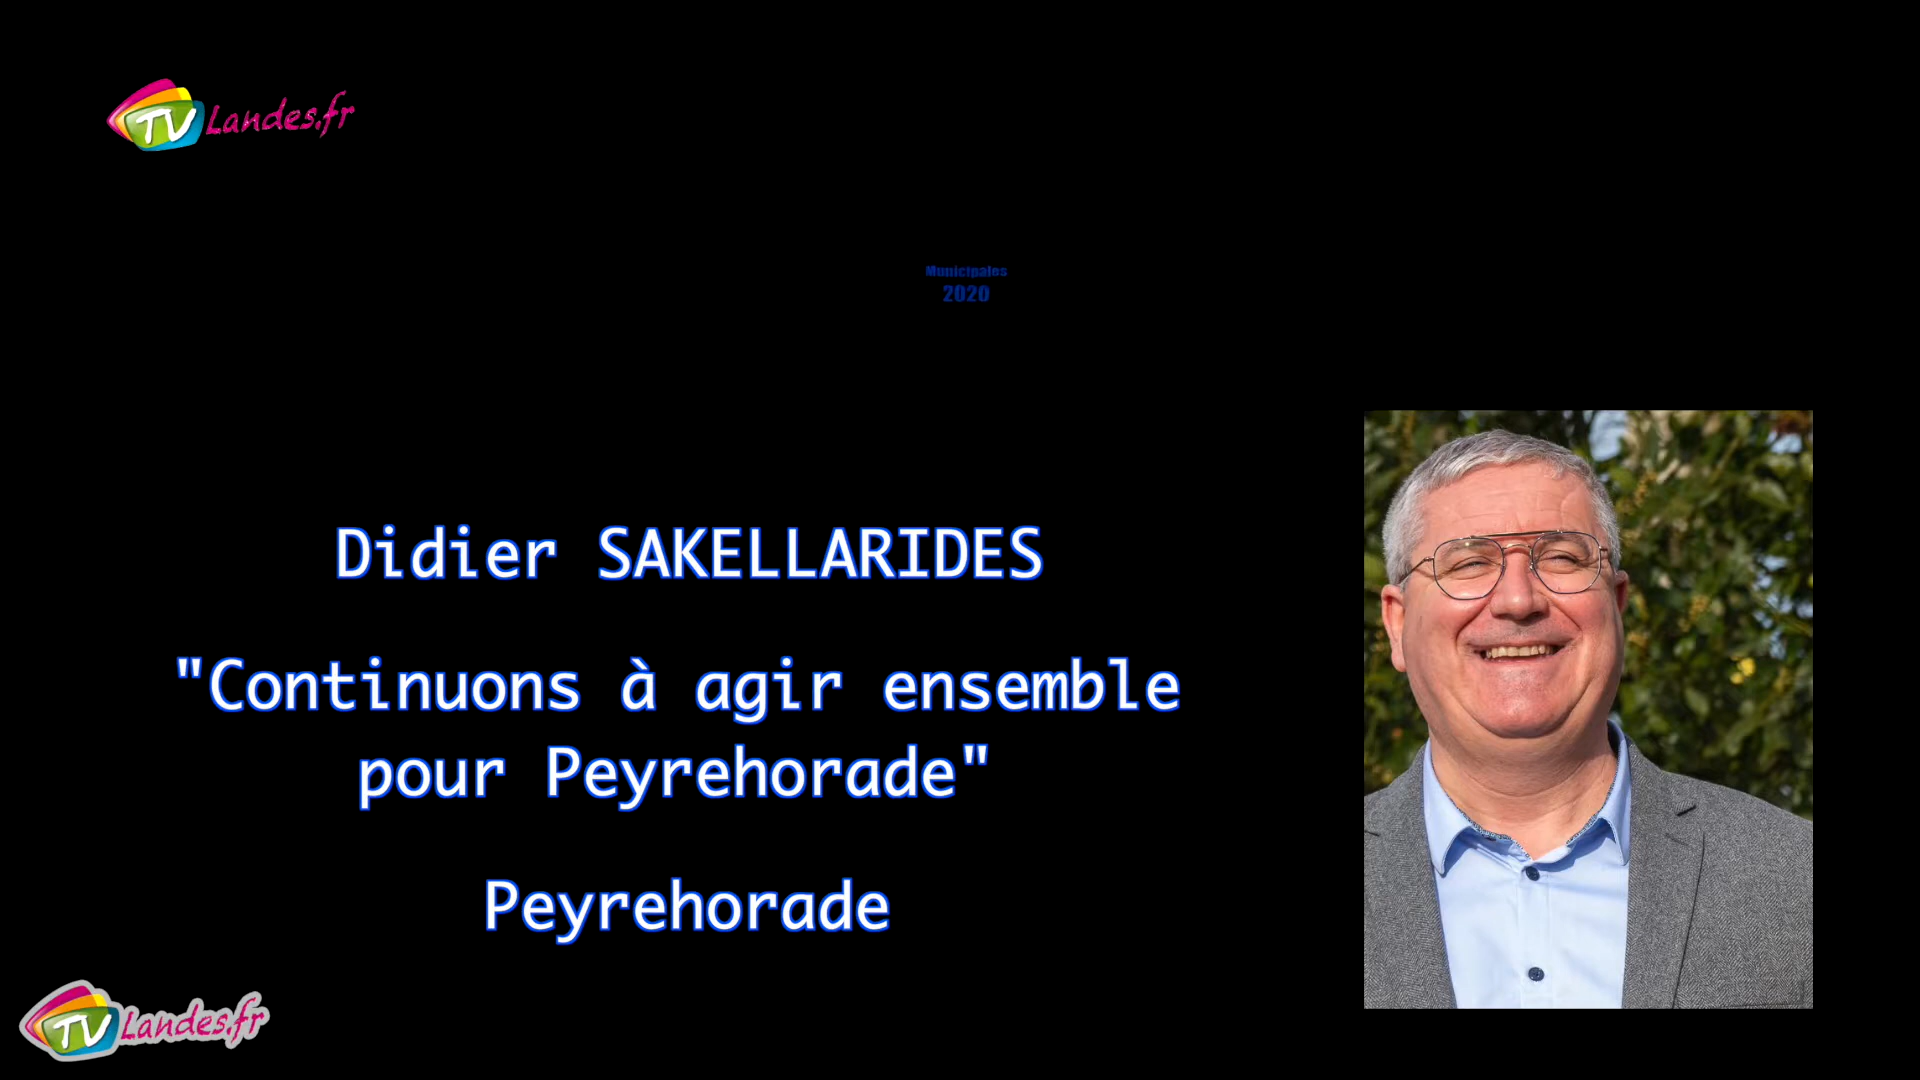 TV Landes.fr
Municipales
2020
Didier SAKELLARIDES
"Continuons à agir ensemble
pour Peyrehorade"
Peyrehorade
TV Landes.fr